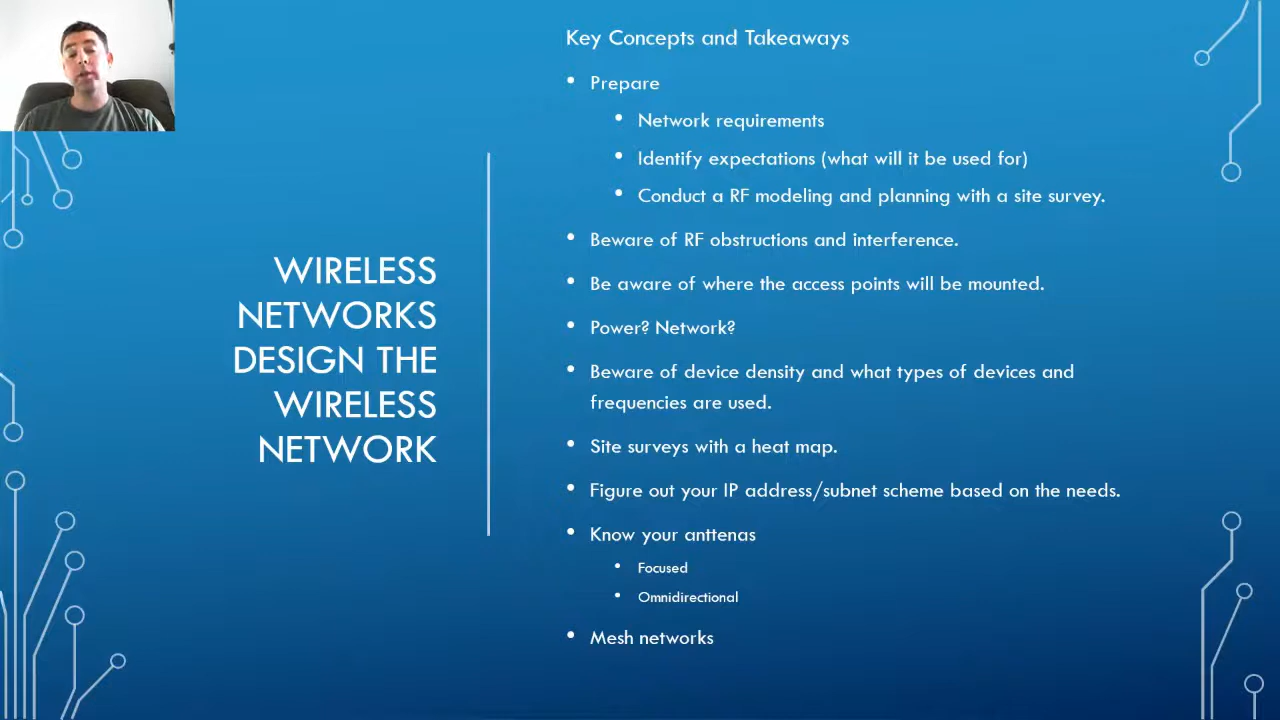 WIRELESS
NETWORKS
DESIGN THE
WIRELESS
NETWORK
Key Concepts and Takeaways
• Prepare
• Network requirements
• Identify expectations (what will it be used for)
• Conduct a RF modeling and planning with a site survey.
• Beware of RF obstructions and interference.
• Be aware of where the access points will be mounted.
• Power? Network?
• Beware of device density and what types of devices and
frequencies are used.
• Site surveys with a heat map.
• Figure out your IP address/subnet scheme based on the needs.
• Know your anttenas
• Focused
• Omnidirectional
• Mesh networks